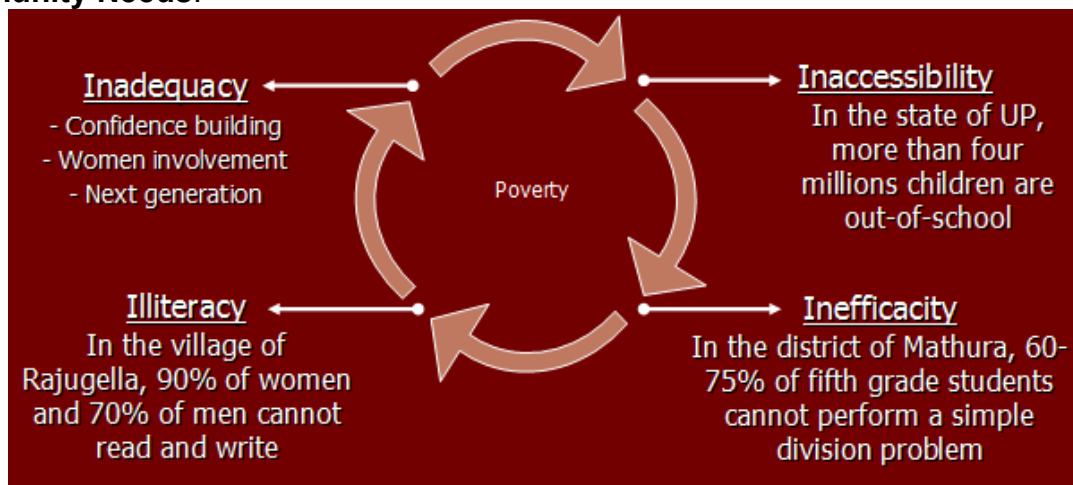 Inadequacy
- Confidence building
- Women involvement
- Next generation
Poverty
Inaccessibility
In the state of UP,
more than four
millions children are
out-of-school
Illiteracy
In the village of
Rajugella, 90% of women
and 70% of men cannot
read and write
Inefficacity
In the district of Mathura, 60-
75% of fifth grade students
cannot perform a simple
division problem